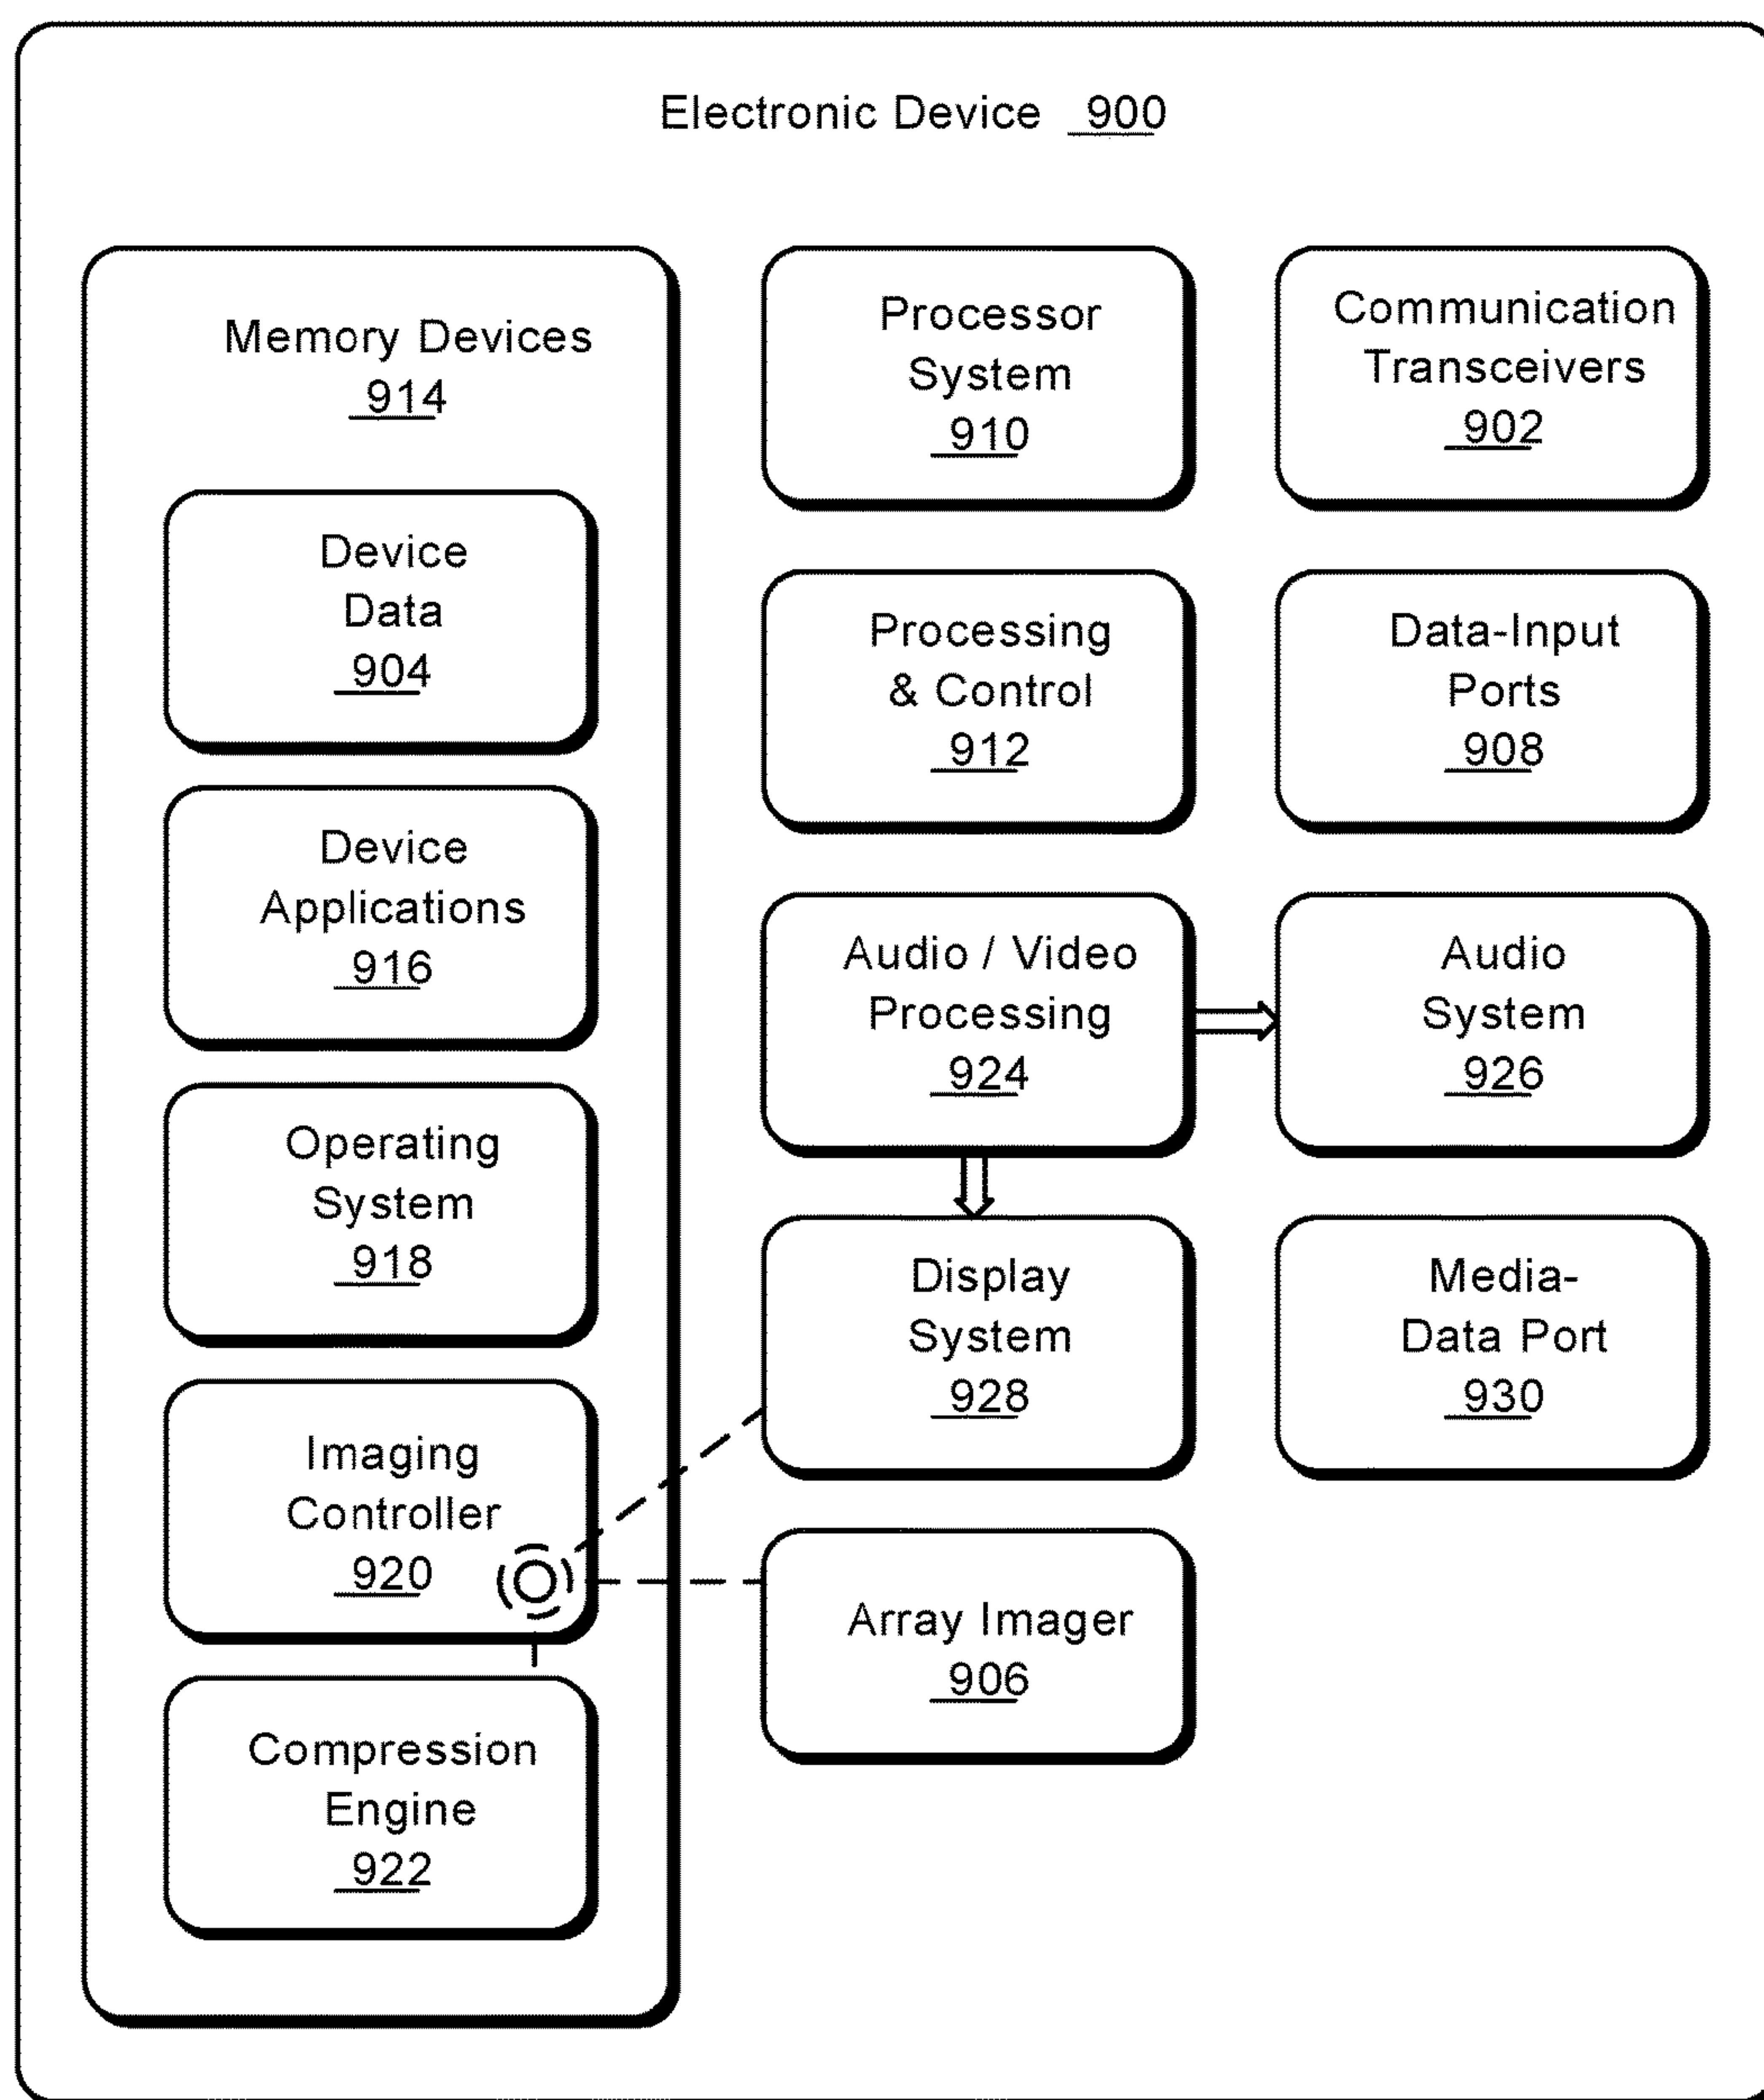 Electronic Device 900
Memory Devices
914
Device
Data
904
Device
Applications
916
Operating
System
918
Imaging
Controller
920
Compression
Engine
922
Processor
System
910
Communication
Transceivers
902
Processing
& Control
912
Data-Input
Ports
908
Audio / Video
Processing
924
Audio
System
926
Display
System
928
Media-
Data Port
930
Array Imager
906